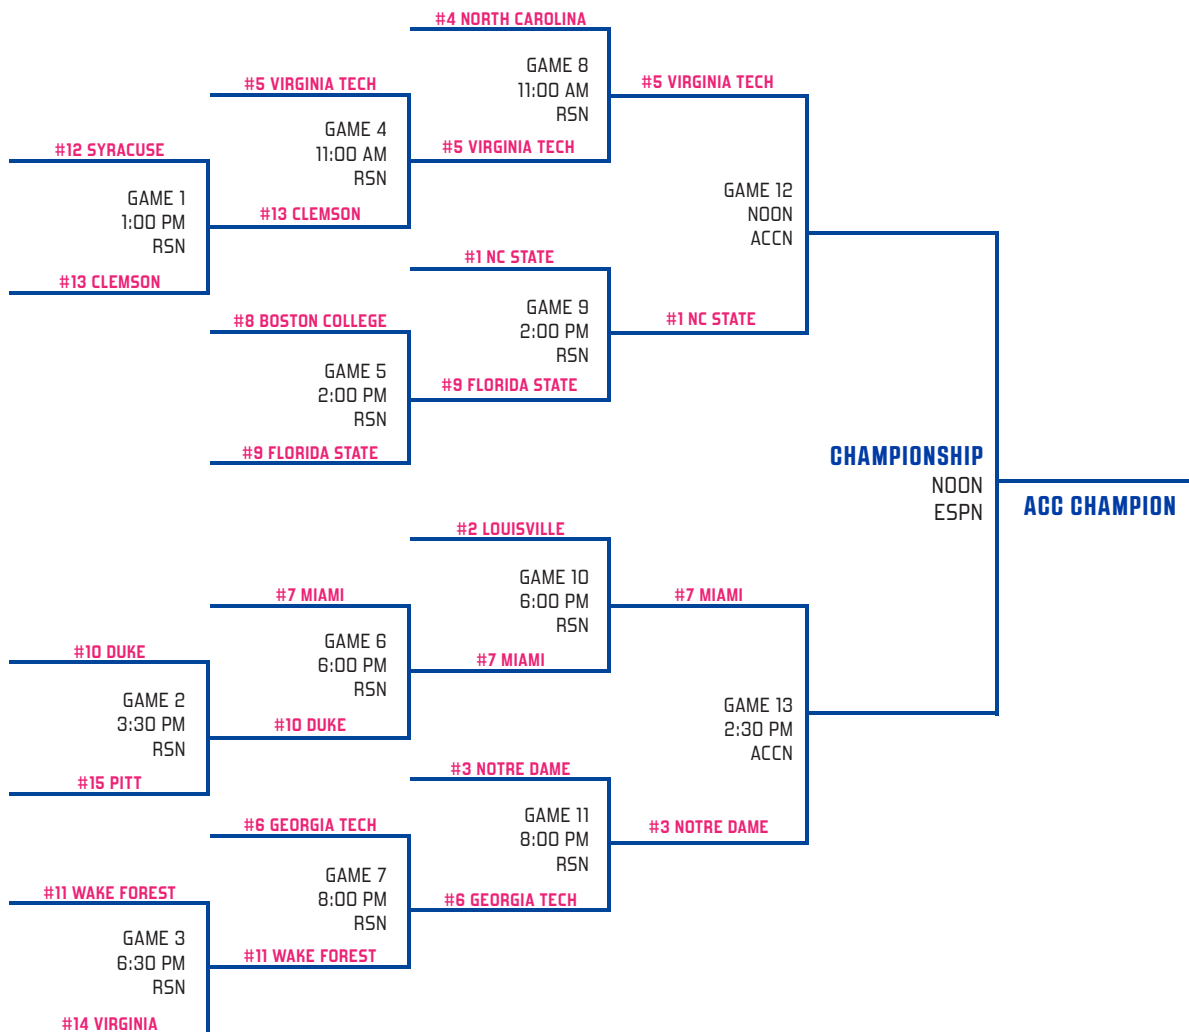 #4 NORTH CAROLINA
GAME 8
11:00 AM
RSN
#5 VIRGINIA TECH
#5 VIRGINIA TECH
#5 VIRGINIA TECH
GAME 4
11:00 AM
RSN
#12 SYRACUSE
GAME 1
1:00 PM
RSN
#13 CLEMSON
#13 CLEMSON
GAME 12
NOON
ACCN
#1 NC STATE
GAME 9
2:00 PM
RSN
#1 NC STATE
#8 BOSTON COLLEGE
GAME 5
2:00 PM
RSN
#9 FLORIDA STATE
#9 FLORIDA STATE
CHAMPIONSHIP
NOON
ESPN
ACC CHAMPION
#2 LOUISVILLE
GAME 10
6:00 PM
RSN
#7 MIAMI
#7 MIAMI
#7 MIAMI
GAME 6
6:00 PM
RSN
#10 DUKE
GAME 2
3:30 PM
RSN
#10 DUKE
#15 PITT
GAME 13
2:30 PM
ACCN
#3 NOTRE DAME
GAME 11
8:00 PM
RSN
#3 NOTRE DAME
#6 GEORGIA TECH
GAME 7
8:00 PM
RSN
#6 GEORGIA TECH
#11 WAKE FOREST
GAME 3
6:30 PM
RSN
#11 WAKE FOREST
#14 VIRGINIA